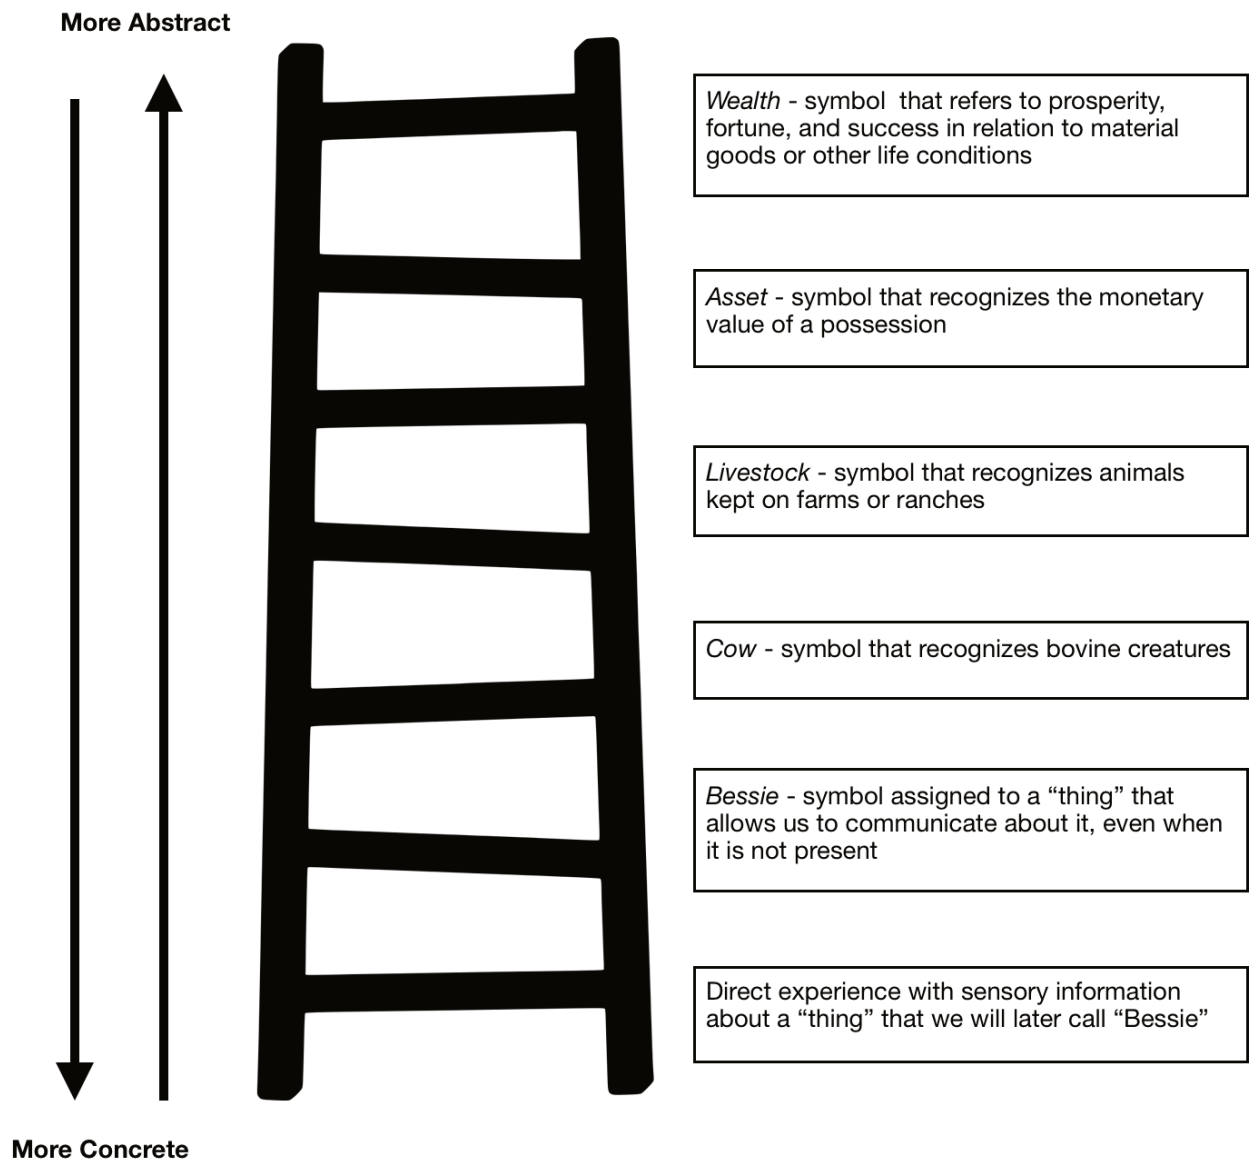 More Abstract
Wealth - symbol  that refers to prosperity,
fortune, and success in relation to material
goods or other life conditions
Asset - symbol that recognizes the monetary
value of a possession
Livestock - symbol that recognizes animals
kept on farms or ranches
Cow - symbol that recognizes bovine creatures
Bessie - symbol assigned to a “thing” that
allows us to communicate about it, even when
it is not present
Direct experience with sensory information
about a “thing” that we will later call “Bessie”
More Concrete